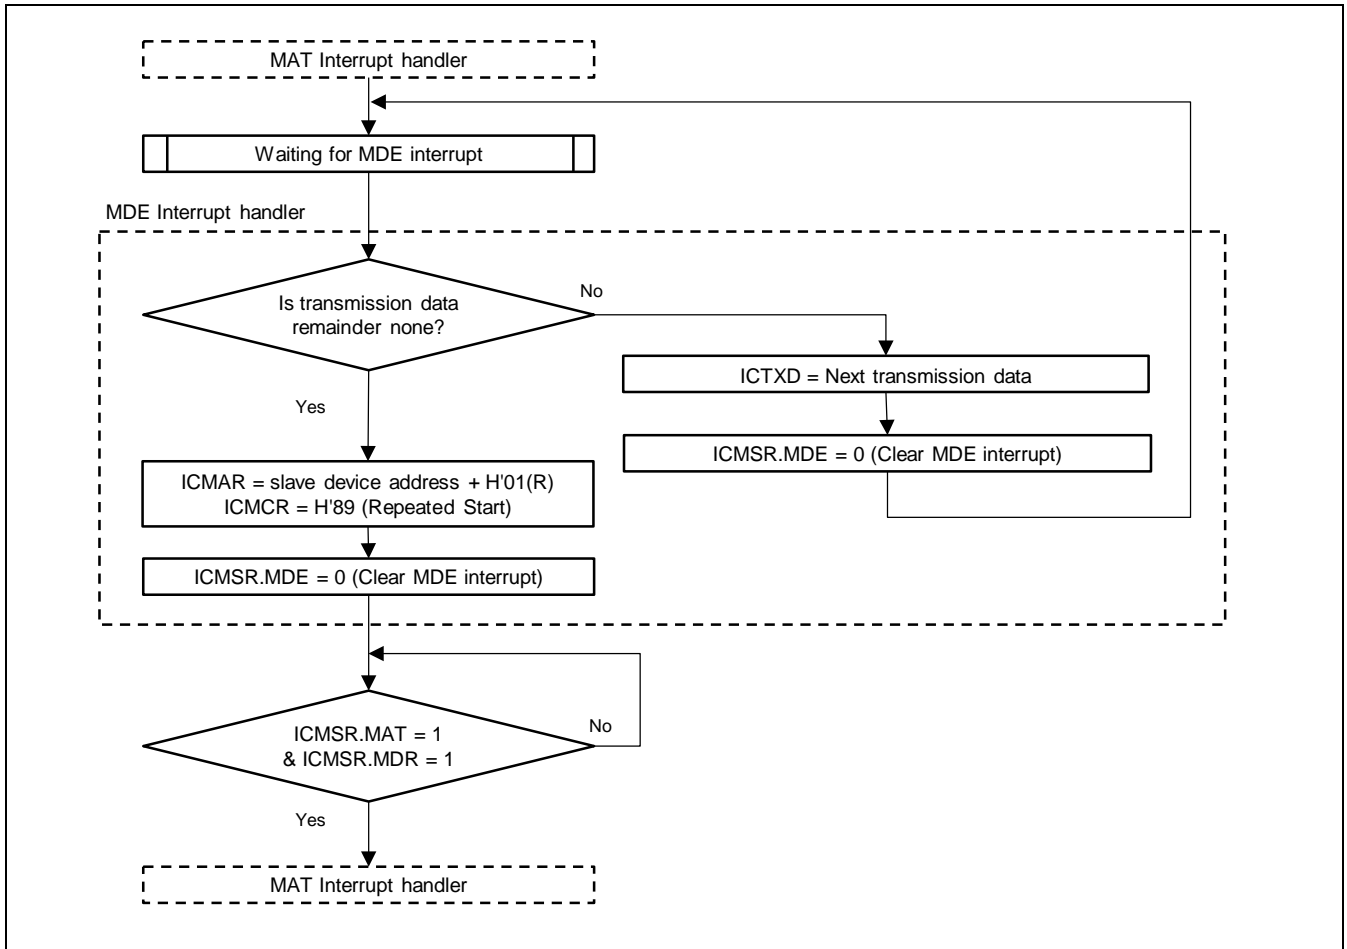 MAT Interrupt handler
Waiting for MDE interrupt
MDE Interrupt handler
Is transmission data
remainder none?
No
ICTXD = Next transmission data
Yes
ICMSR.MDE = 0 (Clear MDE interrupt)
ICMAR = slave device address + H'01(R)
ICMCR = H'89 (Repeated Start)
ICMSR.MDE = 0 (Clear MDE interrupt)
ICMSR.MAT = 1
& ICMSR.MDR = 1
No
Yes
MAT Interrupt handler